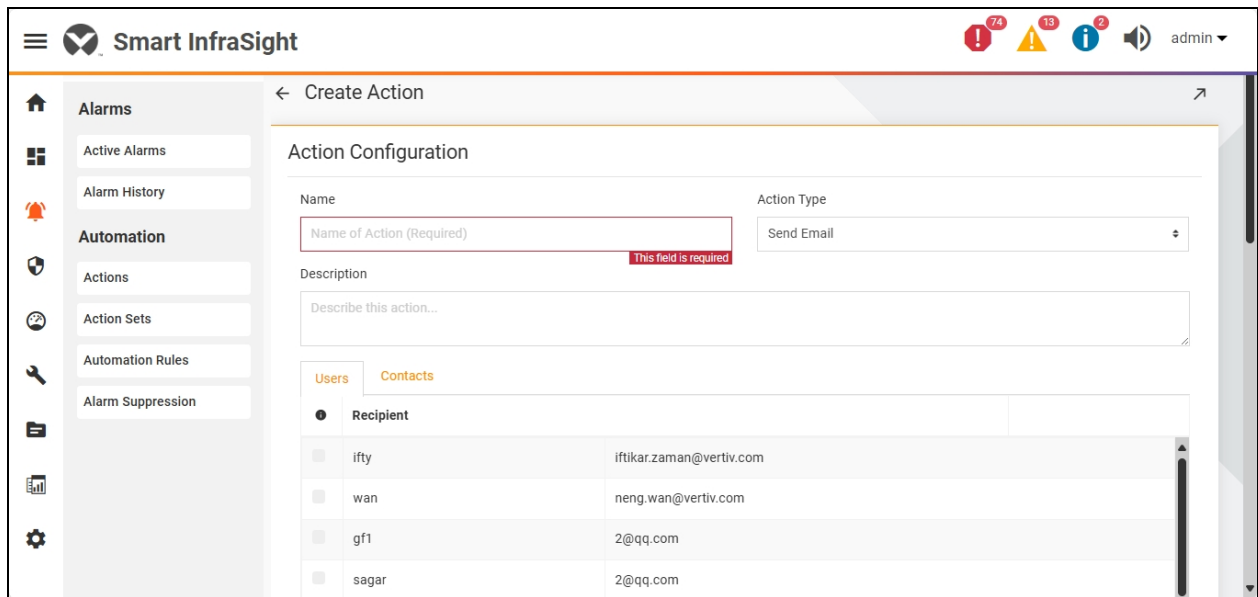 74
13
2
Smart InfraSight
admin
Alarms
Active Alarms
Alarm History
Automation
Actions
Action Sets
Automation Rules
Alarm Suppression
Create Action
Action Configuration
Name
Action Type
Name of Action (Required)
Send Email
This field is required
Description
Describe this action...
Users
Contacts
Recipient
ifty iftikar.zaman@vertiv.com
wan neng.wan@vertiv.com
gf1 2@qq.com
sagar 2@qq.com